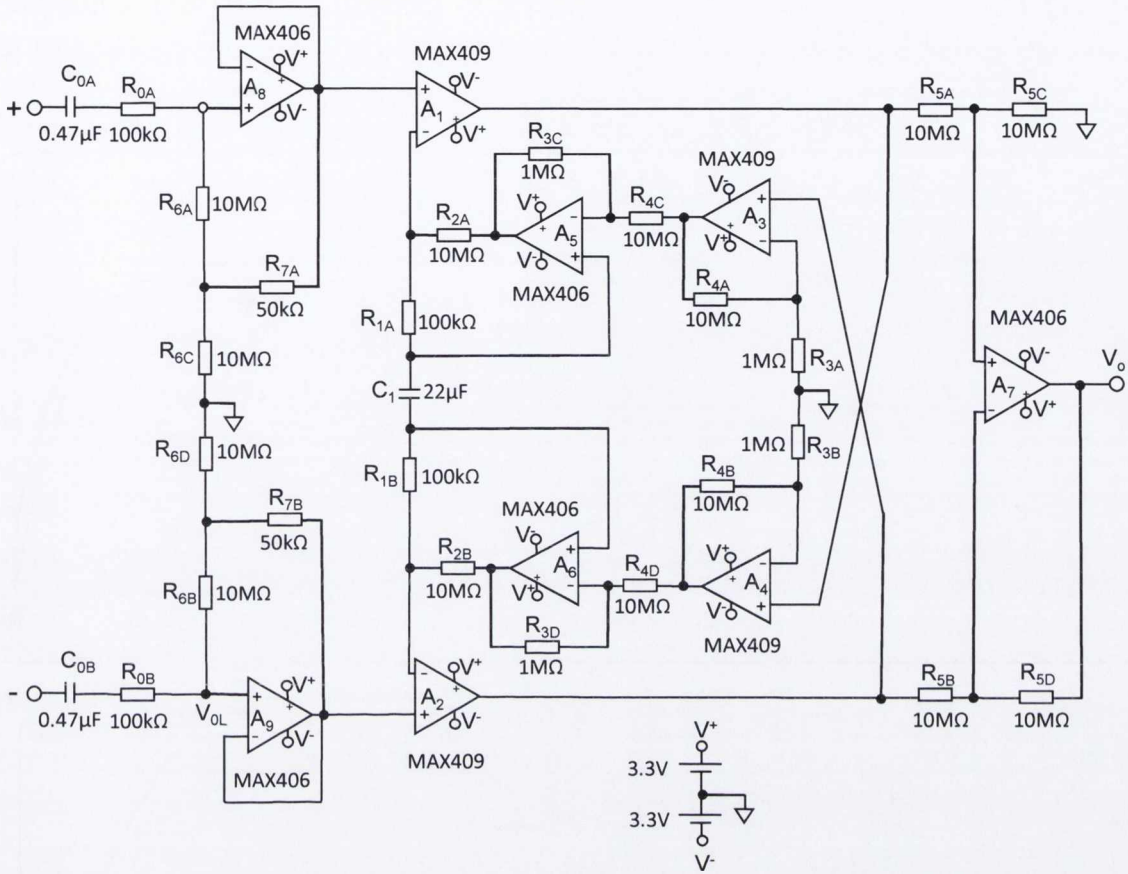 MAX406
MAX409
C0A
R0A
+
0.47μF
100kΩ
−
+
A8
V+
V-
+
−
A1
V-
V+
R5A
10MΩ
R5C
10MΩ
R6A
10MΩ
R3C
1MΩ
MAX409
R7A
50kΩ
R2A
10MΩ
V+
A5
−
+
V-
MAX406
R4C
10MΩ
V-
A3
+
−
V+
R4A
10MΩ
R1A
100kΩ
R6C
10MΩ
1MΩ
R3A
MAX406
+
A7
−
V-
V+
Vo
C1
22μF
R6D
10MΩ
1MΩ
R3B
R1B
100kΩ
R4B
10MΩ
R7B
50kΩ
MAX406
V-
A6
+
−
V+
R2B
10MΩ
R4D
10MΩ
V+
A4
−
+
V-
MAX409
R6B
10MΩ
R3D
1MΩ
C0B
R0B
-
0.47μF
100kΩ
V0L
+
A9
−
V+
V-
MAX406
−
A2
+
V+
V-
MAX409
R5B
10MΩ
R5D
10MΩ
V+
3.3V
3.3V
V-